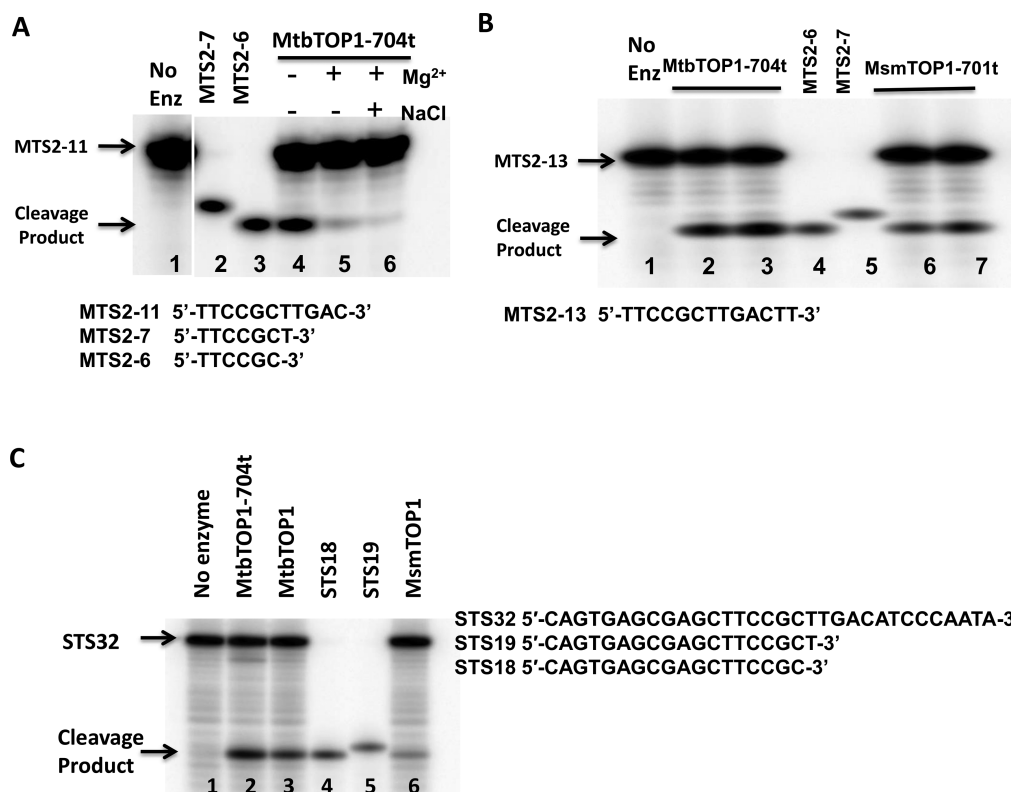 A
MTS2-7
MTS2-6
MtbTOP1-704t
No
Enz
- + + Mg²⁺
- - + NaCl
MTS2-11
Cleavage
Product
1 2 3 4 5 6
MTS2-11 5’-TTCCGCTTGAC-3’
MTS2-7 5’-TTCCGCT-3’
MTS2-6 5’-TTCCGC-3’
B
No
Enz
MtbTOP1-704t
MTS2-6
MTS2-7
MsmTOP1-701t
MTS2-13
Cleavage
Product
1 2 3 4 5 6 7
MTS2-13 5’-TTCCGCTTGACTT-3’
C
No enzyme
MtbTOP1-704t
MtbTOP1
STS18
STS19
MsmTOP1
STS32
Cleavage
Product
1 2 3 4 5 6
STS32 5′-CAGTGAGCGAGCTTCCGCTTGACATCCCAATA-3
STS19 5′-CAGTGAGCGAGCTTCCGCT-3’
STS18 5′-CAGTGAGCGAGCTTCCGC-3’